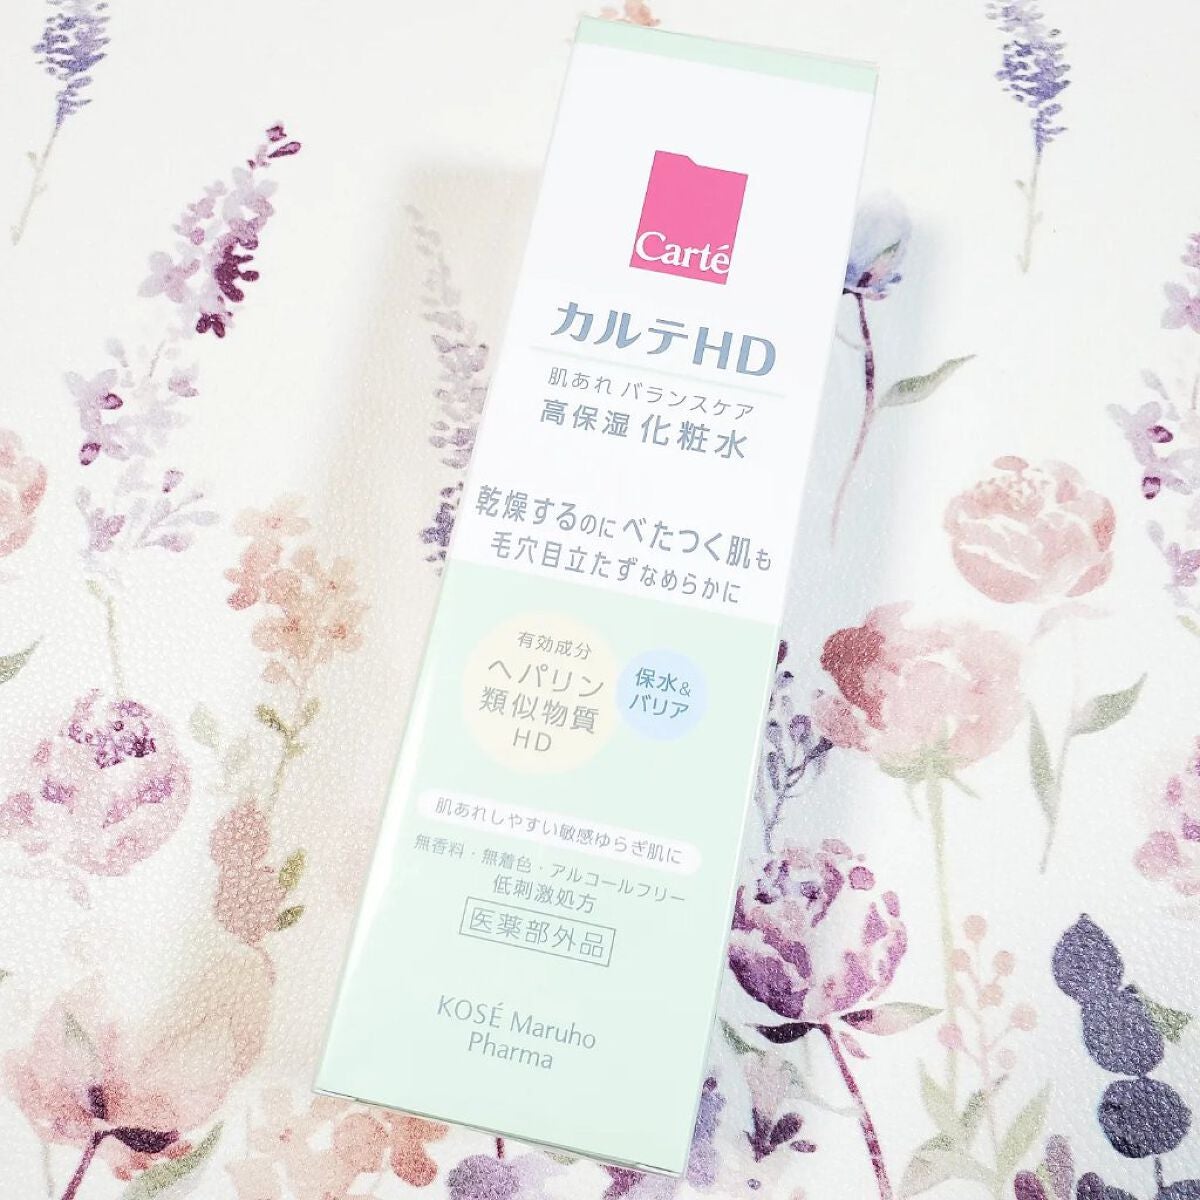 Carté
カルテHD
肌あれ バランスケア
高保湿 化粧水
乾燥するのに べたつく肌も
毛穴目立たずなめらかに
有効成分
ヘパリン
類似物質
HD
保水&
バリア
肌あれしやすい敏感ゆらぎ肌に
無香料・無着色・アルコールフリー
低刺激処方
医薬部外品
KOSÉ Maruho
Pharma